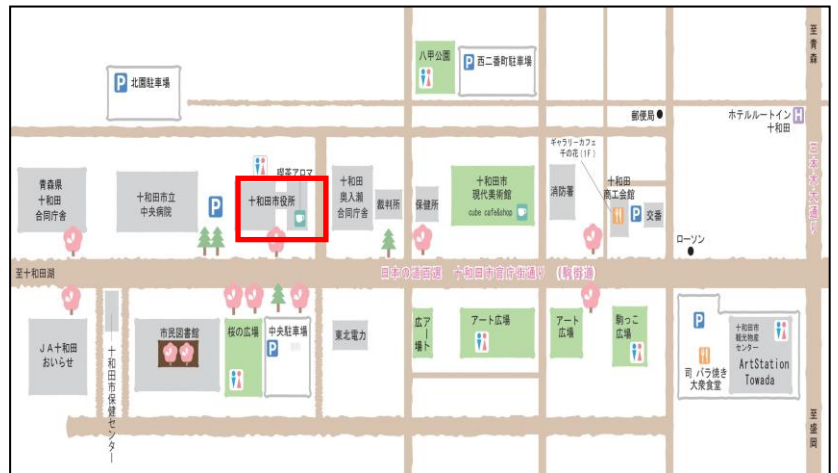 至青森
八甲公園
P 西二番町駐車場
P 北園駐車場
郵便局
ホテルルートイン
十和田
H
ギャラリーカフェ
その花(1F)
喫茶アロマ
日本太大通り
青森県
十和田
合同庁舎
十和田市立
中央病院
P
十和田市役所
十和田
奥入瀬
合同庁舎
裁判所
保健所
十和田市
現代美術館
cube cafe&shop
消防署
十和田
商工会館
P
交番
ローソン
至十和田湖
日本の道百選 十和田市官庁街通り (駒街道)
JA十和田
おいらせ
十和田市保健センター
市民図書館
桜の広場
中央駐車場
P
東北電力
アート
広場
アート広場
アート
広場
駒っこ
広場
P
司 バラ焼き
大衆食堂
十和田市
観光物産
センター
ArtStation
Towada
至盛岡